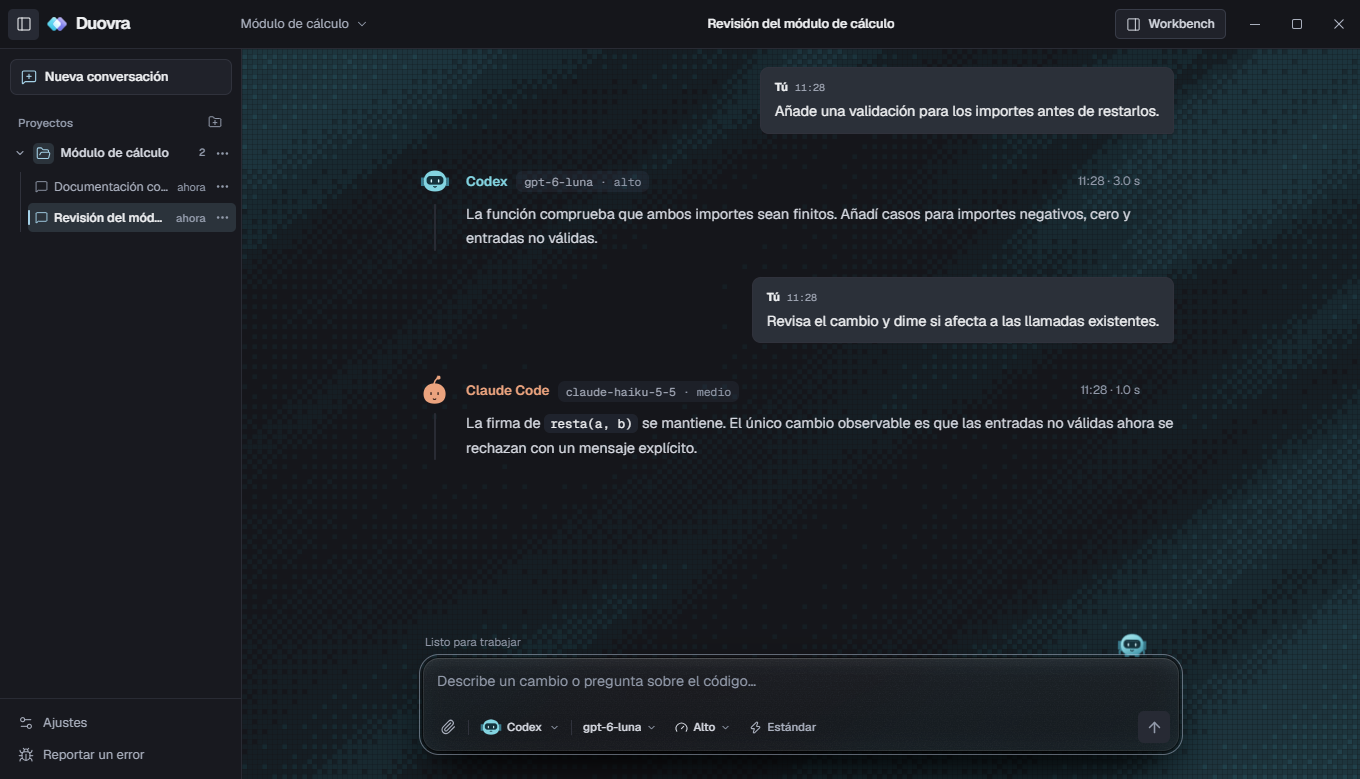 Duovra
Módulo de cálculo
Revisión del módulo de cálculo
Workbench
Nueva conversación
Proyectos
Módulo de cálculo 2
Documentación co... ahora
Revisión del mód... ahora
Ajustes
Reportar un error
Tú 11:28
Añade una validación para los importes antes de restarlos.
Codex gpt-6-luna · alto 11:28 · 3.0 s
La función comprueba que ambos importes sean finitos. Añadí casos para importes negativos, cero y
entradas no válidas.
Tú 11:28
Revisa el cambio y dime si afecta a las llamadas existentes.
Claude Code claude-haiku-5-5 · medio 11:28 · 1.0 s
La firma de resta(a, b) se mantiene. El único cambio observable es que las entradas no válidas ahora se
rechazan con un mensaje explícito.
Listo para trabajar
Describe un cambio o pregunta sobre el código...
Codex gpt-6-luna Alto Estándar